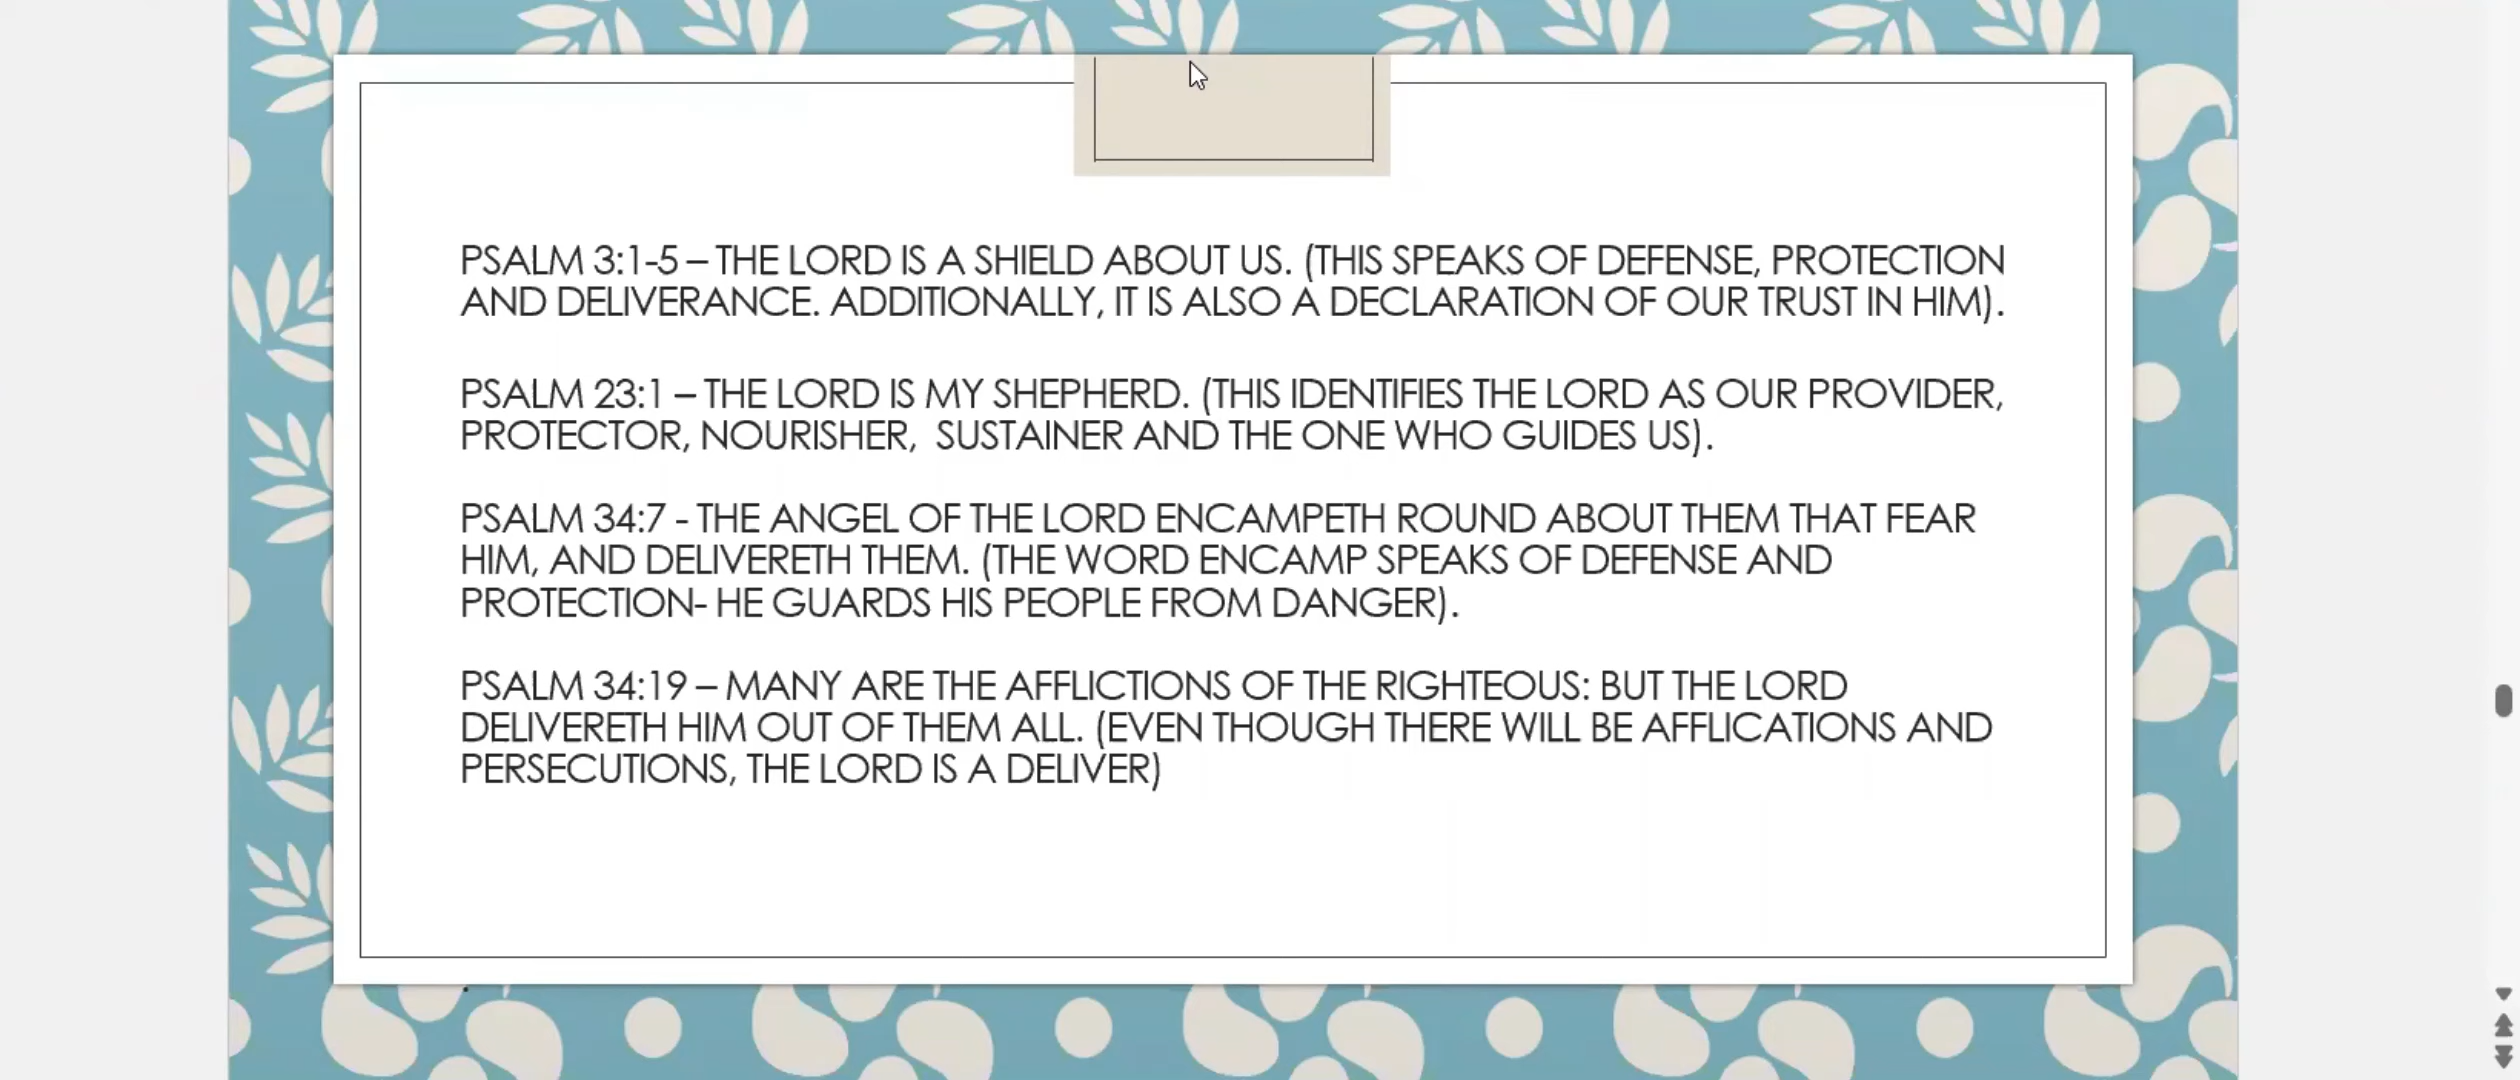 PSALM 3:1-5 – THE LORD IS A SHIELD ABOUT US. (THIS SPEAKS OF DEFENSE, PROTECTION
AND DELIVERANCE. ADDITIONALLY, IT IS ALSO A DECLARATION OF OUR TRUST IN HIM).
PSALM 23:1 – THE LORD IS MY SHEPHERD. (THIS IDENTIFIES THE LORD AS OUR PROVIDER,
PROTECTOR, NOURISHER,  SUSTAINER AND THE ONE WHO GUIDES US).
PSALM 34:7 - THE ANGEL OF THE LORD ENCAMPETH ROUND ABOUT THEM THAT FEAR
HIM, AND DELIVERETH THEM. (THE WORD ENCAMP SPEAKS OF DEFENSE AND
PROTECTION- HE GUARDS HIS PEOPLE FROM DANGER).
PSALM 34:19 – MANY ARE THE AFFLICTIONS OF THE RIGHTEOUS: BUT THE LORD
DELIVERETH HIM OUT OF THEM ALL. (EVEN THOUGH THERE WILL BE AFFLICATIONS AND
PERSECUTIONS, THE LORD IS A DELIVER)